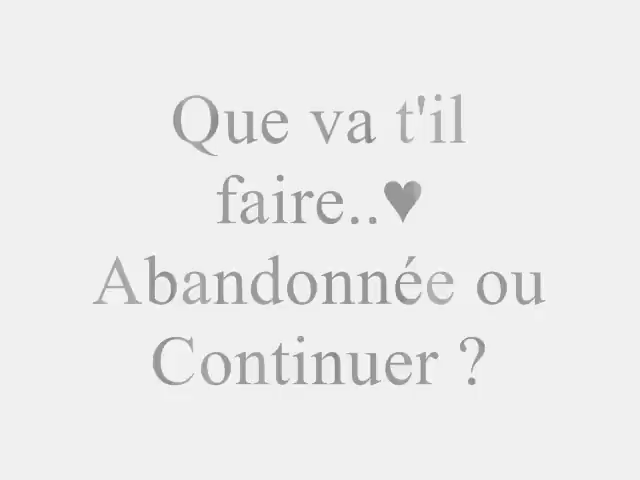 Que va t'il
faire..♥
Abandonnée ou
Continuer ?